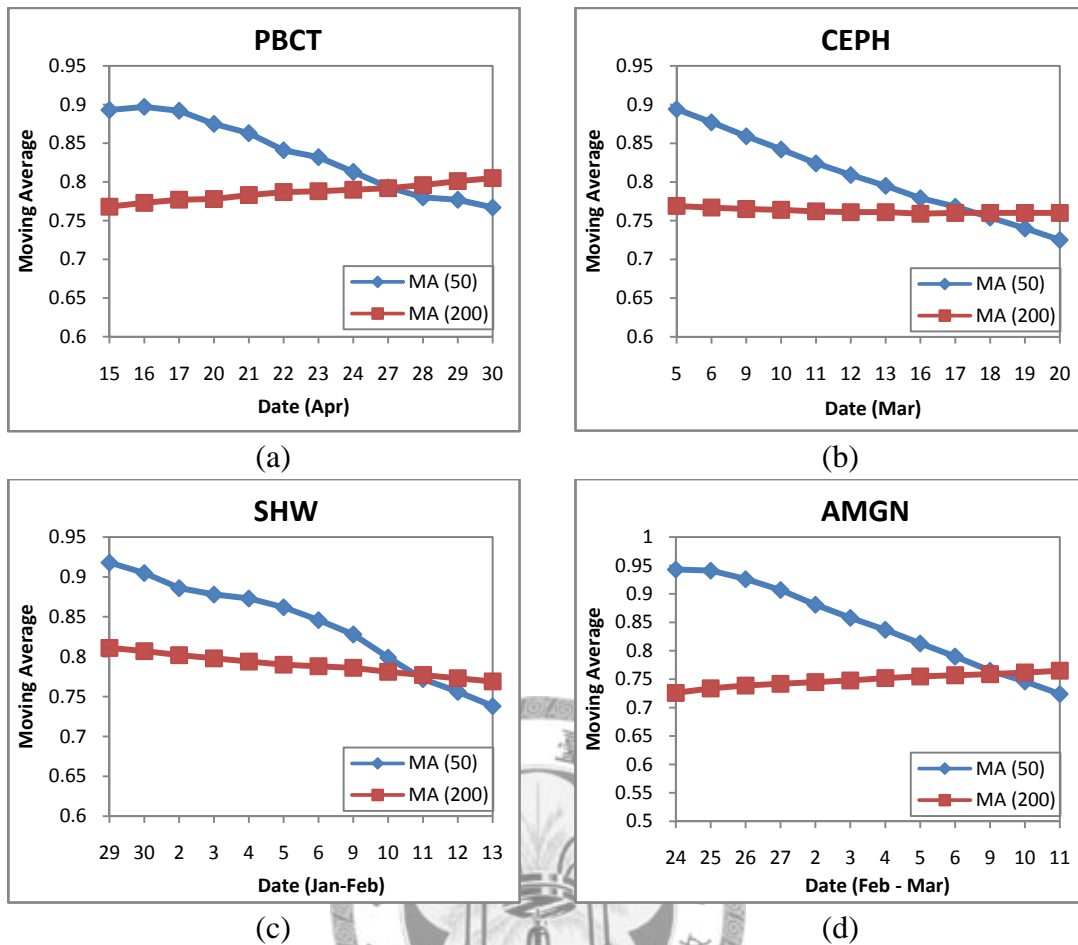 PBCT
0.95
0.9
0.85
0.8
0.75
0.7
0.65
0.6
Moving Average
MA (50)
MA (200)
15 16 17 20 21 22 23 24 27 28 29 30
Date (Apr)
(a)
CEPH
0.95
0.9
0.85
0.8
0.75
0.7
0.65
0.6
Moving Average
MA (50)
MA (200)
5 6 9 10 11 12 13 16 17 18 19 20
Date (Mar)
(b)
SHW
0.95
0.9
0.85
0.8
0.75
0.7
0.65
0.6
Moving Average
MA (50)
MA (200)
29 30 2 3 4 5 6 9 10 11 12 13
Date (Jan-Feb)
(c)
AMGN
1
0.95
0.9
0.85
0.8
0.75
0.7
0.65
0.6
0.55
0.5
Moving Average
MA (50)
MA (200)
24 25 26 27 2 3 4 5 6 9 10 11
Date (Feb - Mar)
(d)